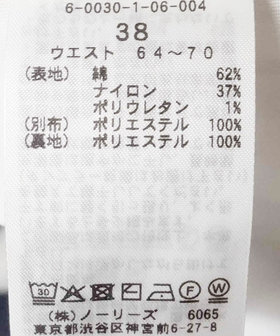 6-0030-1-06-004
38
ウエスト 64～70
(表地) 綿 62%
ナイロン 37%
ポリウレタン 1%
(別布) ポリエステル 100%
(裏地) ポリエステル 100%
30 F W
(株)ノーリーズ 6065
東京都渋谷区神宮前6-27-8